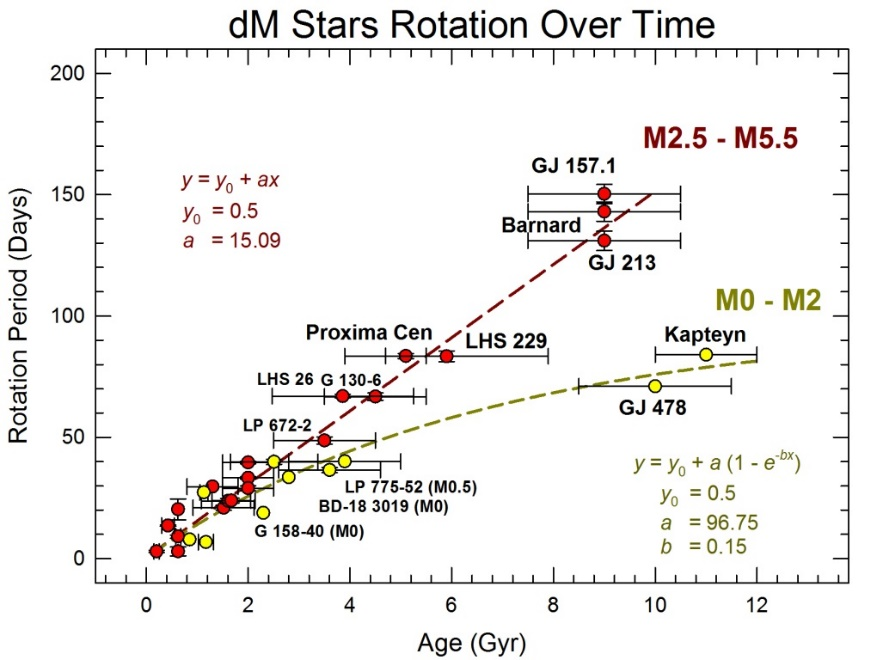 dM Stars Rotation Over Time
200
150
100
50
0
Rotation Period (Days)
M2.5 - M5.5
GJ 157.1
y = y0 + ax
y0 = 0.5
a = 15.09
Barnard
GJ 213
M0 - M2
Proxima Cen
LHS 229
Kapteyn
LHS 26
G 130-6
GJ 478
LP 672-2
y = y0 + a (1 - e-bx)
y0 = 0.5
a = 96.75
b = 0.15
LP 775-52 (M0.5)
BD-18 3019 (M0)
G 158-40 (M0)
0 2 4 6 8 10 12
Age (Gyr)